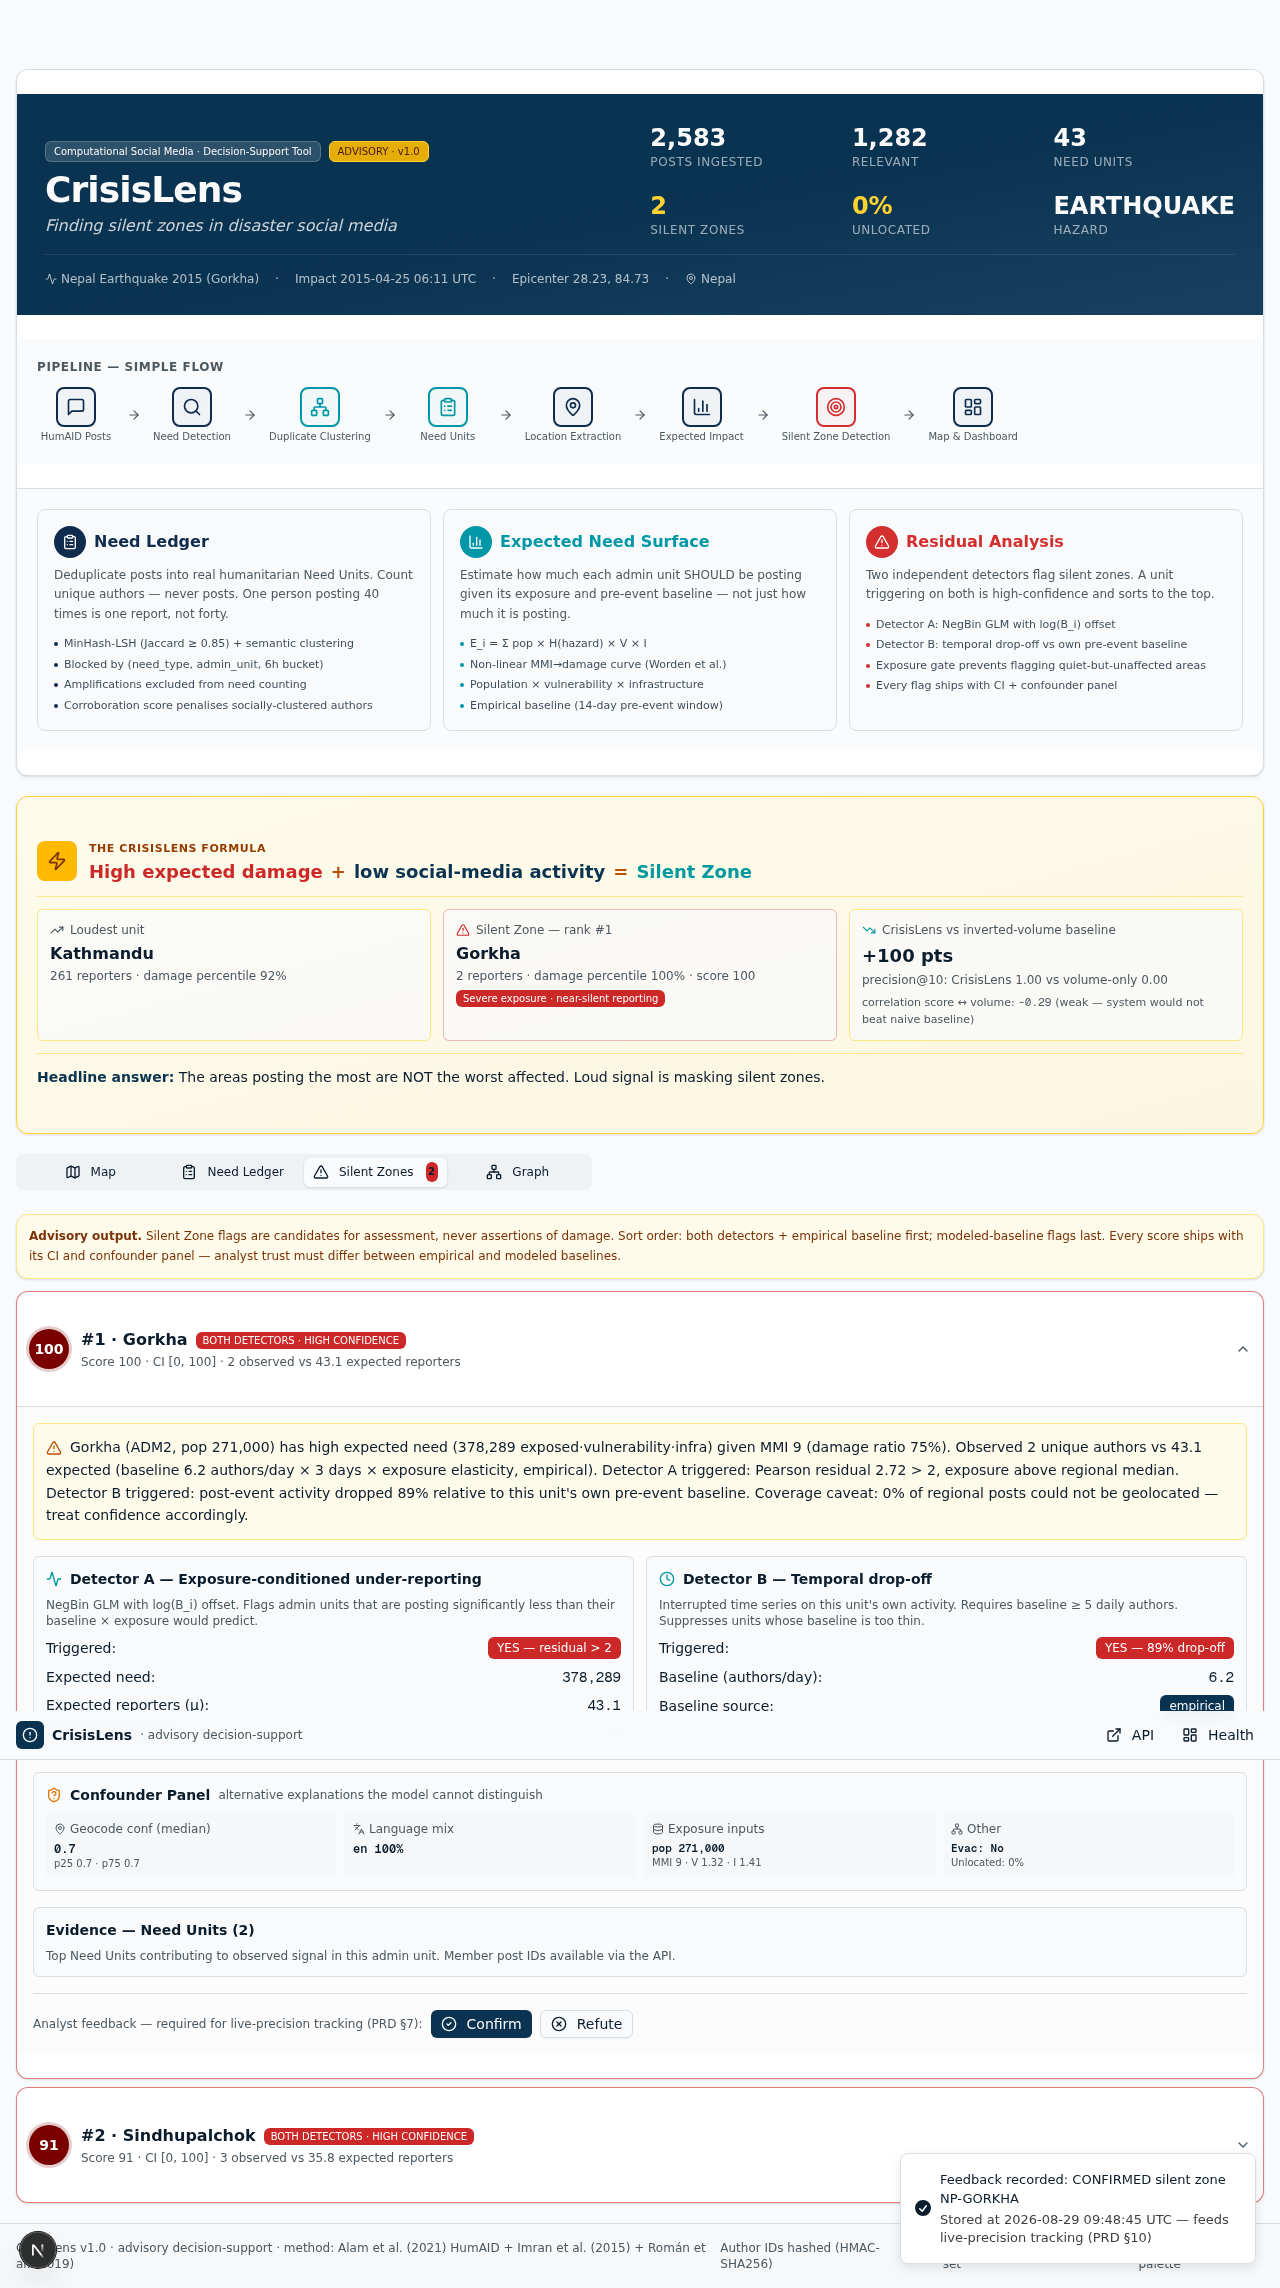 Computational Social Media · Decision-Support Tool
ADVISORY · v1.0
CrisisLens
Finding silent zones in disaster social media
2,583
POSTS INGESTED
1,282
RELEVANT
43
NEED UNITS
2
SILENT ZONES
0%
UNLOCATED
EARTHQUAKE
HAZARD
Nepal Earthquake 2015 (Gorkha) · Impact 2015-04-25 06:11 UTC · Epicenter 28.23, 84.73 · Nepal
PIPELINE — SIMPLE FLOW
HumAID Posts
Need Detection
Duplicate Clustering
Need Units
Location Extraction
Expected Impact
Silent Zone Detection
Map & Dashboard
Need Ledger
Deduplicate posts into real humanitarian Need Units. Count
unique authors — never posts. One person posting 40
times is one report, not forty.
• MinHash-LSH (Jaccard ≥ 0.85) + semantic clustering
• Blocked by (need_type, admin_unit, 6h bucket)
• Amplifications excluded from need counting
• Corroboration score penalises socially-clustered authors
Expected Need Surface
Estimate how much each admin unit SHOULD be posting
given its exposure and pre-event baseline — not just how
much it is posting.
• E_i = Σ pop × H(hazard) × V × I
• Non-linear MMI→damage curve (Worden et al.)
• Population × vulnerability × infrastructure
• Empirical baseline (14-day pre-event window)
Residual Analysis
Two independent detectors flag silent zones. A unit
triggering on both is high-confidence and sorts to the top.
• Detector A: NegBin GLM with log(B_i) offset
• Detector B: temporal drop-off vs own pre-event baseline
• Exposure gate prevents flagging quiet-but-unaffected areas
• Every flag ships with CI + confounder panel
THE CRISISLENS FORMULA
High expected damage + low social-media activity = Silent Zone
Loudest unit
Kathmandu
261 reporters · damage percentile 92%
Silent Zone — rank #1
Gorkha
2 reporters · damage percentile 100% · score 100
Severe exposure · near-silent reporting
CrisisLens vs inverted-volume baseline
+100 pts
precision@10: CrisisLens 1.00 vs volume-only 0.00
correlation score ↔ volume: -0.29 (weak — system would not
beat naive baseline)
Headline answer: The areas posting the most are NOT the worst affected. Loud signal is masking silent zones.
Map
Need Ledger
Silent Zones 2
Graph
Advisory output. Silent Zone flags are candidates for assessment, never assertions of damage. Sort order: both detectors + empirical baseline first; modeled-baseline flags last. Every score ships with
its CI and confounder panel — analyst trust must differ between empirical and modeled baselines.
100
#1 · Gorkha BOTH DETECTORS · HIGH CONFIDENCE
Score 100 · CI [0, 100] · 2 observed vs 43.1 expected reporters
Gorkha (ADM2, pop 271,000) has high expected need (378,289 exposed·vulnerability·infra) given MMI 9 (damage ratio 75%). Observed 2 unique authors vs 43.1
expected (baseline 6.2 authors/day × 3 days × exposure elasticity, empirical). Detector A triggered: Pearson residual 2.72 > 2, exposure above regional median.
Detector B triggered: post-event activity dropped 89% relative to this unit's own pre-event baseline. Coverage caveat: 0% of regional posts could not be geolocated —
treat confidence accordingly.
Detector A — Exposure-conditioned under-reporting
NegBin GLM with log(B_i) offset. Flags admin units that are posting significantly less than their
baseline × exposure would predict.
Triggered: YES — residual > 2
Expected need: 378,289
Expected reporters (μ): 43.1
Detector B — Temporal drop-off
Interrupted time series on this unit's own activity. Requires baseline ≥ 5 daily authors.
Suppresses units whose baseline is too thin.
Triggered: YES — 89% drop-off
Baseline (authors/day): 6.2
Baseline source: empirical
CrisisLens · advisory decision-support
API
Health
Confounder Panel alternative explanations the model cannot distinguish
Geocode conf (median)
0.7
p25 0.7 · p75 0.7
Language mix
en 100%
Exposure inputs
pop 271,000
MMI 9 · V 1.32 · I 1.41
Other
Evac: No
Unlocated: 0%
Evidence — Need Units (2)
Top Need Units contributing to observed signal in this admin unit. Member post IDs available via the API.
Analyst feedback — required for live-precision tracking (PRD §7): Confirm Refute
91
#2 · Sindhupalchok BOTH DETECTORS · HIGH CONFIDENCE
Score 91 · CI [0, 100] · 3 observed vs 35.8 expected reporters
Feedback recorded: CONFIRMED silent zone
NP-GORKHA
Stored at 2026-08-29 09:48:45 UTC — feeds
live-precision tracking (PRD §10)
N
v1.0 · advisory decision-support · method: Alam et al. (2021) HumAID + Imran et al. (2015) + Román et
Author IDs hashed (HMAC-
SHA256)
set
palette